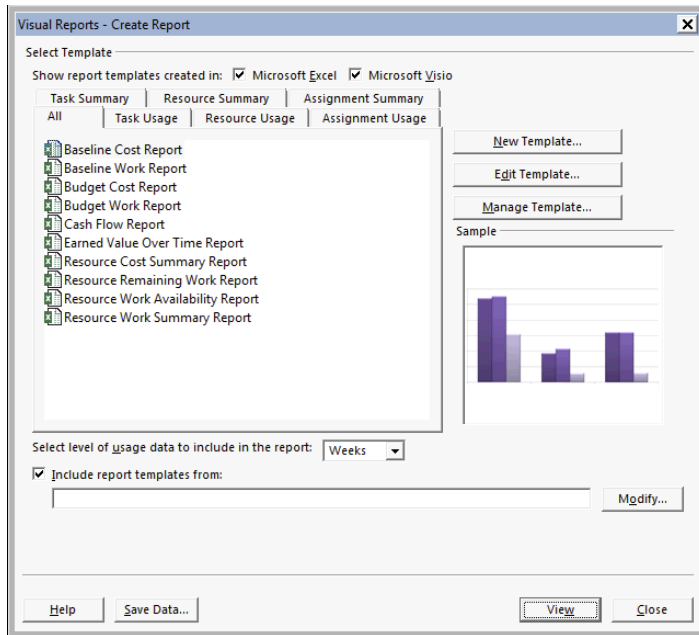 Visual Reports - Create Report
Select Template
Show report templates created in: Microsoft Excel Microsoft Visio
Task Summary Resource Summary Assignment Summary
All Task Usage Resource Usage Assignment Usage
Baseline Cost Report
Baseline Work Report
Budget Cost Report
Budget Work Report
Cash Flow Report
Earned Value Over Time Report
Resource Cost Summary Report
Resource Remaining Work Report
Resource Work Availability Report
Resource Work Summary Report
New Template...
Edit Template...
Manage Template...
Sample
Select level of usage data to include in the report: Weeks
Include report templates from:
Modify...
Help Save Data... View Close